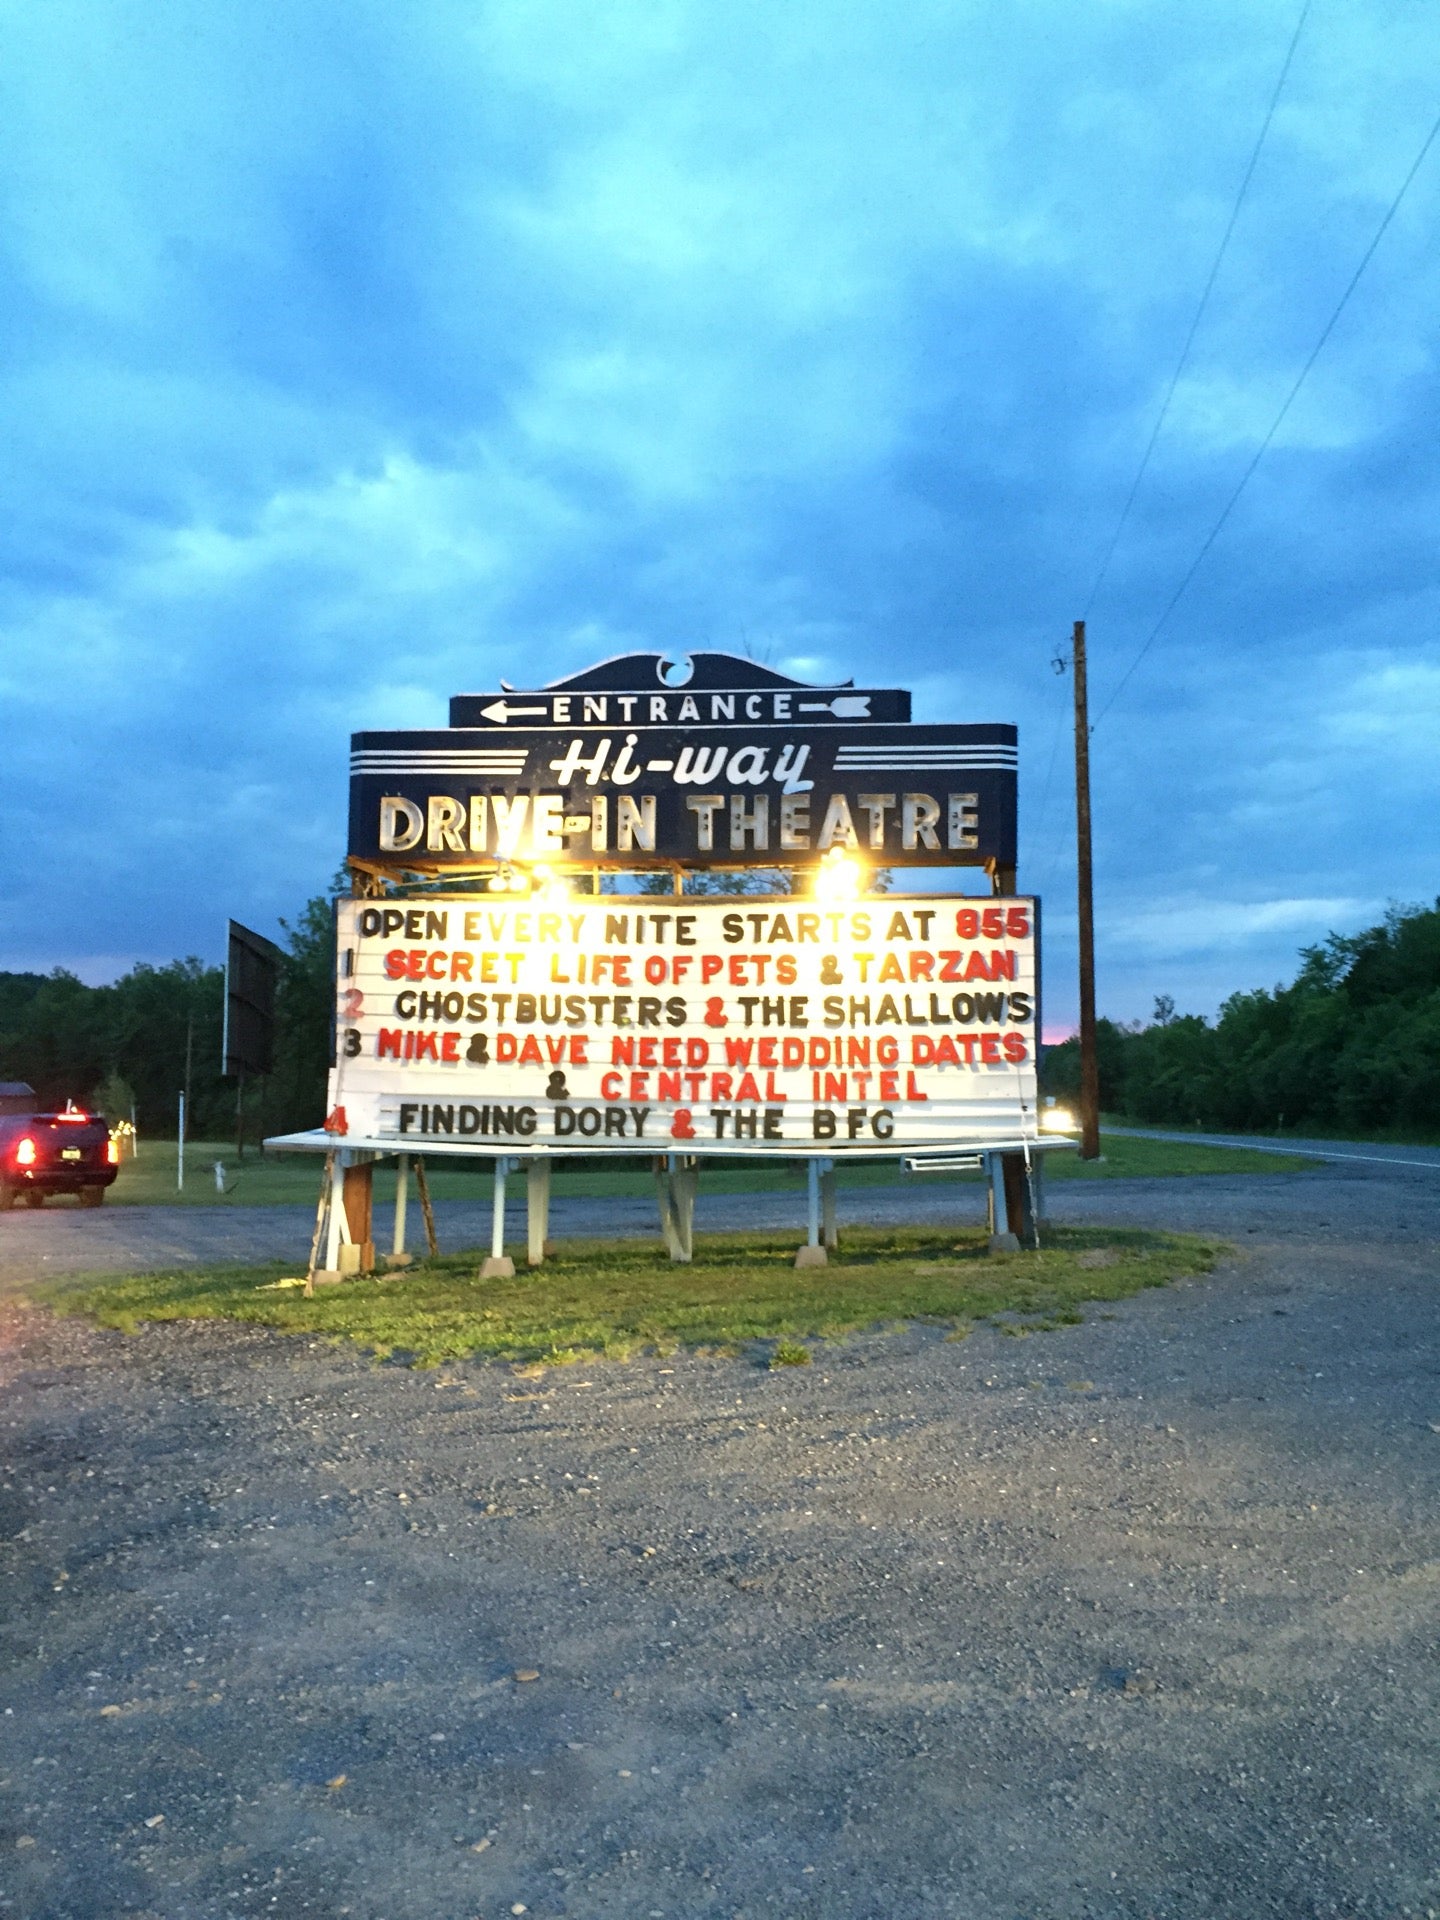 ENTRANCE
Hi-way
DRIVE-IN THEATRE
OPEN EVERY NITE STARTS AT 855
1 SECRET LIFE OF PETS & TARZAN
2 GHOSTBUSTERS & THE SHALLOWS
3 MIKE & DAVE NEED WEDDING DATES
& CENTRAL INTEL
4 FINDING DORY & THE BFG